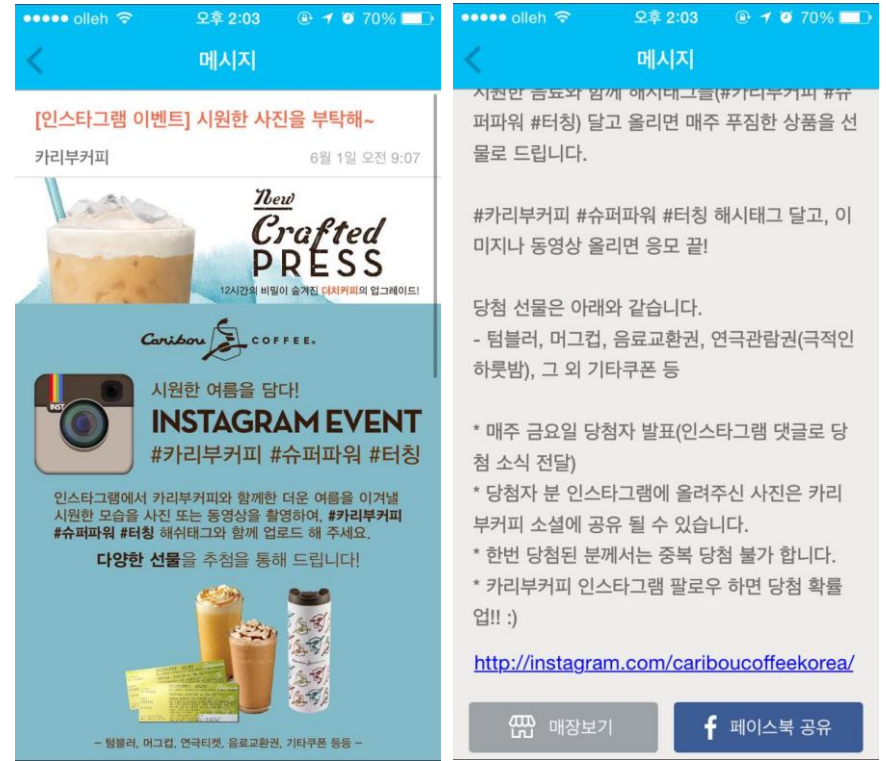 olleh 오후 2:03 70%
메시지
[인스타그램 이벤트] 시원한 사진을 부탁해~
카리부커피 6월 1일 오전 9:07
New
Crafted
PRESS
12시간의 비밀이 숨겨진 더치커피의 업그레이드!
Caribou COFFEE.
INST
시원한 여름을 담다!
INSTAGRAM EVENT
#카리부커피 #슈퍼파워 #터칭
인스타그램에서 카리부커피와 함께한 더운 여름을 이겨낼
시원한 모습을 사진 또는 동영상을 촬영하여, #카리부커피
#슈퍼파워 #터칭 해쉬태그와 함께 업로드 해 주세요.
다양한 선물을 추첨을 통해 드립니다!
– 텀블러, 머그컵, 연극티켓, 음료교환권, 기타쿠폰 등등 –
olleh 오후 2:03 70%
메시지
시원한 음료와 함께 해시태그를(#카리부커피 #슈
퍼파워 #터칭) 달고 올리면 매주 푸짐한 상품을 선
물로 드립니다.
#카리부커피 #슈퍼파워 #터칭 해시태그 달고, 이
미지나 동영상 올리면 응모 끝!
당첨 선물은 아래와 같습니다.
- 텀블러, 머그컵, 음료교환권, 연극관람권(극적인
하룻밤), 그 외 기타쿠폰 등
* 매주 금요일 당첨자 발표(인스타그램 댓글로 당
첨 소식 전달)
* 당첨자 분 인스타그램에 올려주신 사진은 카리
부커피 소셜에 공유 될 수 있습니다.
* 한번 당첨된 분께서는 중복 당첨 불가 합니다.
* 카리부커피 인스타그램 팔로우 하면 당첨 확률
업!! :)
http://instagram.com/cariboucoffeekorea/
매장보기
f 페이스북 공유